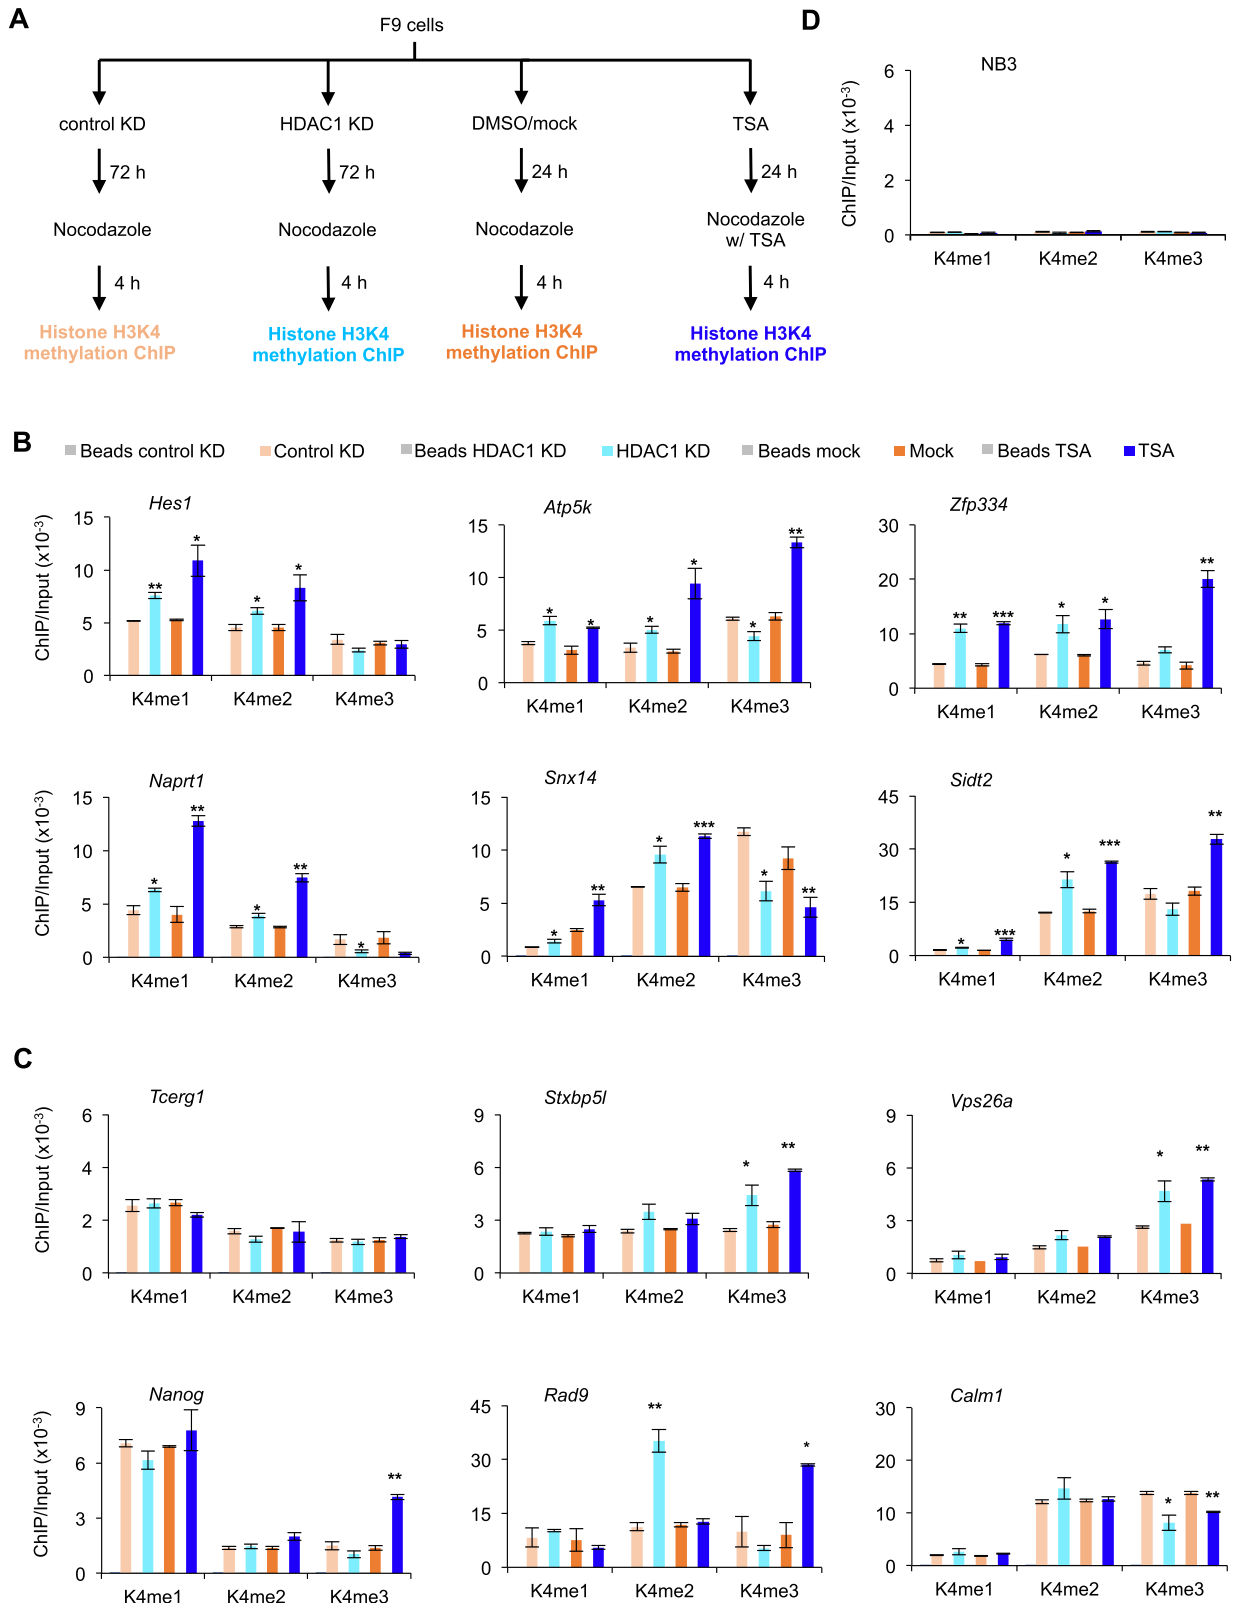 A
F9 cells
control KD
HDAC1 KD
DMSO/mock
TSA
72 h
72 h
24 h
24 h
Nocodazole
Nocodazole
Nocodazole
Nocodazole
w/ TSA
4 h
4 h
4 h
4 h
Histone H3K4
methylation ChIP
Histone H3K4
methylation ChIP
Histone H3K4
methylation ChIP
Histone H3K4
methylation ChIP
D
NB3
ChIP/Input (x10-3)
6
4
2
0
K4me1
K4me2
K4me3
B
Beads control KD
Control KD
Beads HDAC1 KD
HDAC1 KD
Beads mock
Mock
Beads TSA
TSA
Hes1
ChIP/Input (x10-3)
15
10
5
0
** * * *
K4me1
K4me2
K4me3
Atp5k
15
10
5
0
* * * * * **
K4me1
K4me2
K4me3
Zfp334
30
20
10
0
** *** * * **
K4me1
K4me2
K4me3
Naprt1
ChIP/Input (x10-3)
15
10
5
0
* ** * ** *
K4me1
K4me2
K4me3
Snx14
15
10
5
0
* ** * *** * **
K4me1
K4me2
K4me3
Sidt2
45
30
15
0
* *** * *** **
K4me1
K4me2
K4me3
C
Tcerg1
ChIP/Input (x10-3)
6
4
2
0
K4me1
K4me2
K4me3
Stxbp5l
9
6
3
0
* **
K4me1
K4me2
K4me3
Vps26a
9
6
3
0
* **
K4me1
K4me2
K4me3
Nanog
ChIP/Input (x10-3)
9
6
3
0
**
K4me1
K4me2
K4me3
Rad9
45
30
15
0
** *
K4me1
K4me2
K4me3
Calm1
30
20
10
0
* **
K4me1
K4me2
K4me3